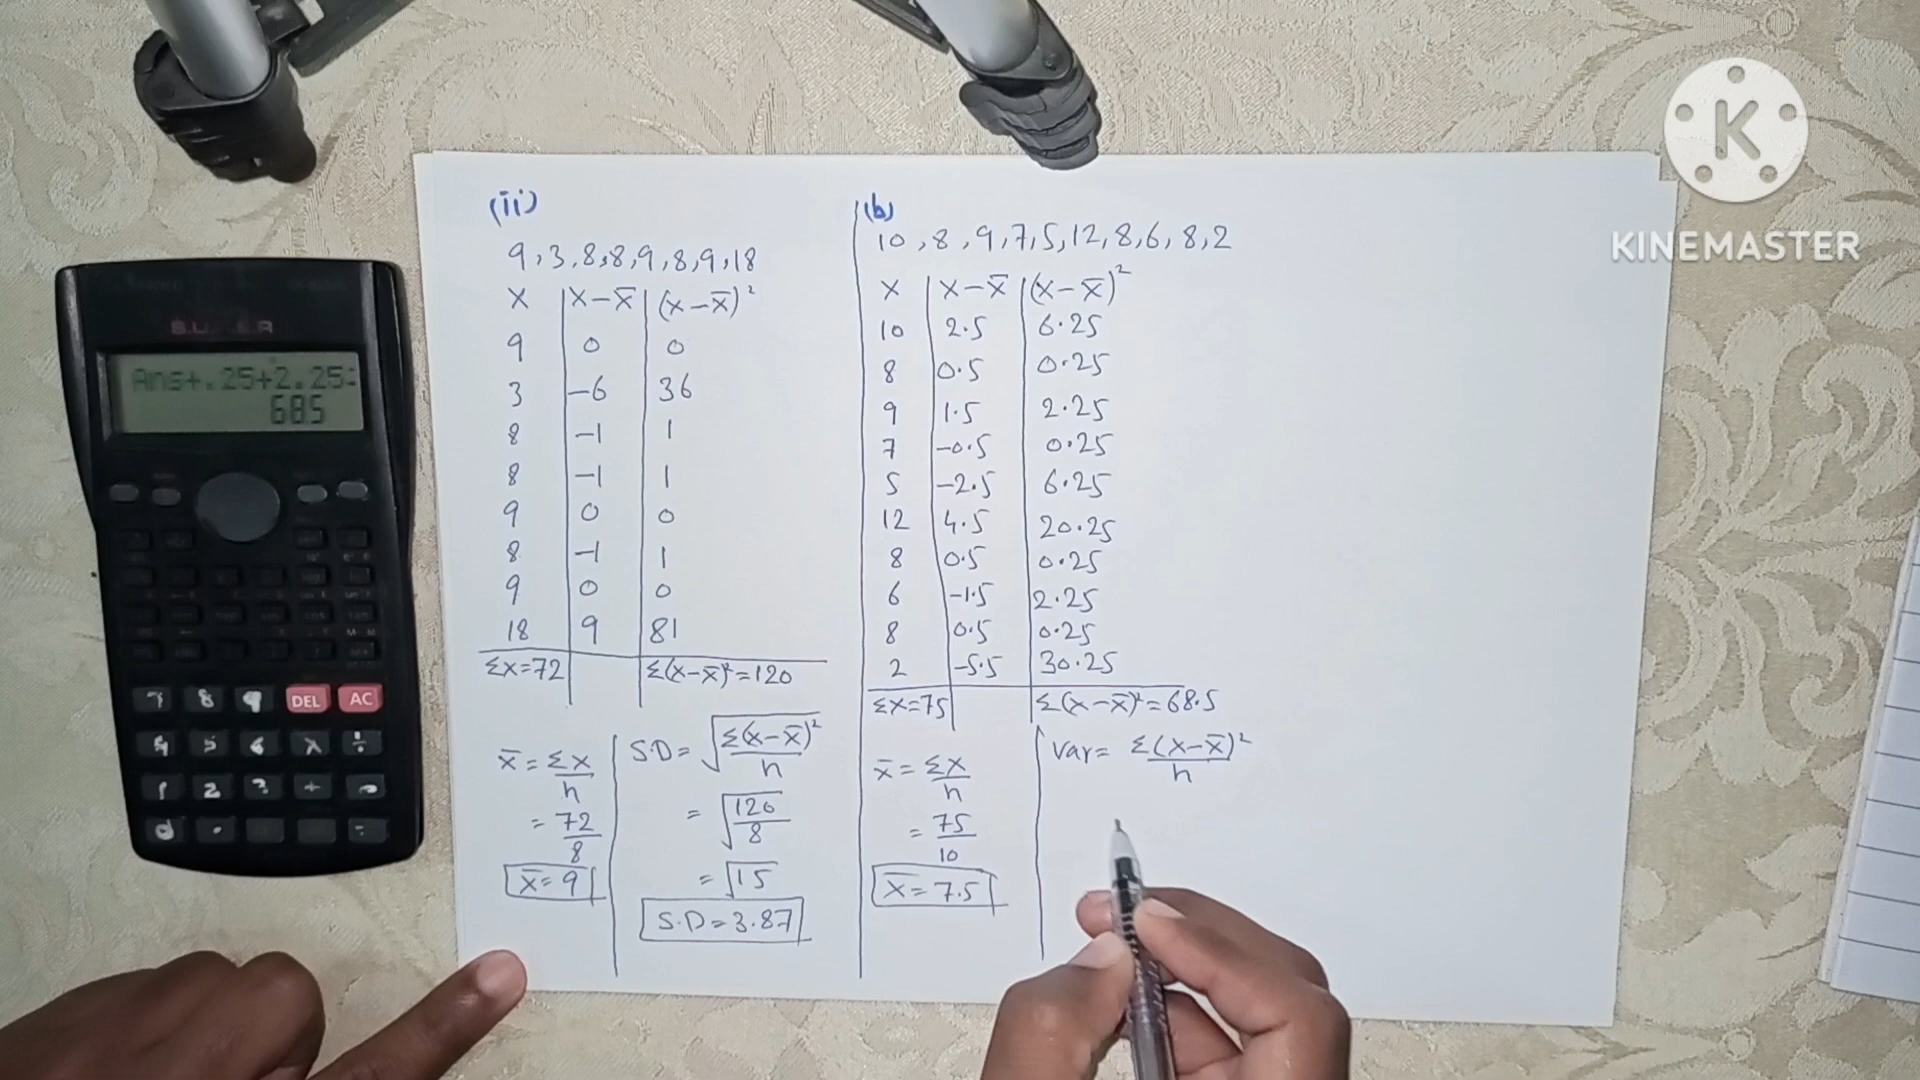 (ii)
9,3,8,8,9,8,9,18
X | X-X̄ | (X-X̄)²
9 0 0
3 -6 36
8 -1 1
8 -1 1
9 0 0
8 -1 1
9 0 0
18 9 81
Σx=72 Σ(x-x̄)²=120
x̄ = Σx/n
= 72/8
x̄ = 9
S.D = √(Σ(x-x̄)²/n)
= √(120/8)
= √15
S.D = 3.87
(b)
10,8,9,7,5,12,8,6,8,2
X | X-X̄ | (X-X̄)²
10 2.5 6.25
8 0.5 0.25
9 1.5 2.25
7 -0.5 0.25
5 -2.5 6.25
12 4.5 20.25
8 0.5 0.25
6 -1.5 2.25
8 0.5 0.25
2 -5.5 30.25
Σx=75 Σ(x-x̄)²=68.5
x̄ = Σx/n
= 75/10
x̄ = 7.5
Var = Σ(x-x̄)²/n
Ans+.25+2.25
DEL AC
K
KINEMASTER